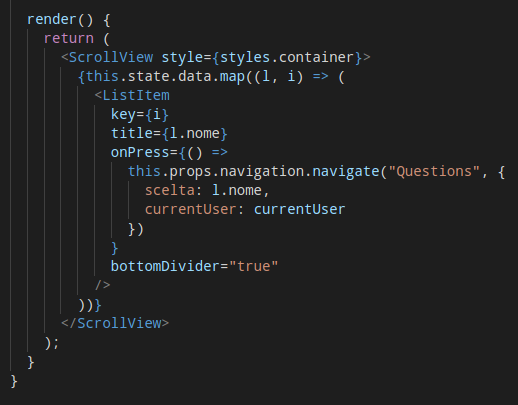 render() {
return (
<ScrollView style={styles.container}>
{this.state.data.map((l, i) => (
<ListItem
key={i}
title={l.nome}
onPress={() =>
this.props.navigation.navigate("Questions", {
scelta: l.nome,
currentUser: currentUser
})
}
bottomDivider="true"
/>
))}
</ScrollView>
);
}
}